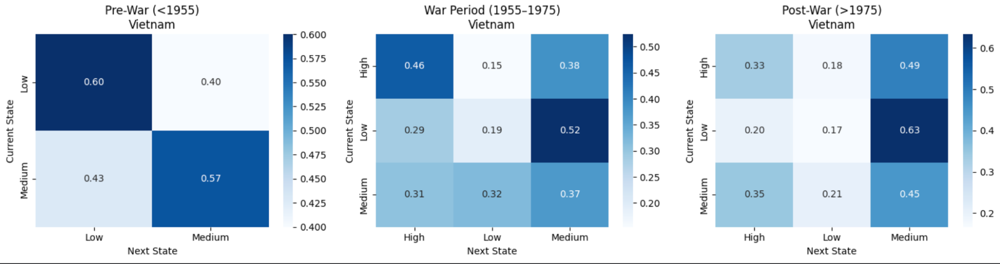 Pre-War (<1955)
Vietnam
Current State
Low
Medium
0.60
0.40
0.43
0.57
Low
Medium
Next State
0.600
0.575
0.550
0.525
0.500
0.475
0.450
0.425
0.400
War Period (1955–1975)
Vietnam
Current State
High
Low
Medium
0.46
0.15
0.38
0.29
0.19
0.52
0.31
0.32
0.37
High
Low
Medium
Next State
0.50
0.45
0.40
0.35
0.30
0.25
0.20
Post-War (>1975)
Vietnam
Current State
High
Low
Medium
0.33
0.18
0.49
0.20
0.17
0.63
0.35
0.21
0.45
High
Low
Medium
Next State
0.6
0.5
0.4
0.3
0.2